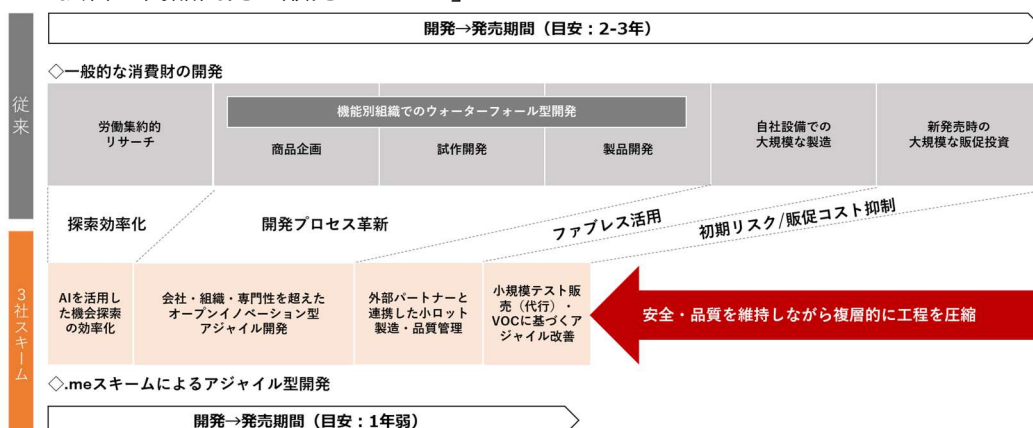 開発→発売期間（目安：2-3年）
◇一般的な消費財の開発
従来
機能別組織でのウォーターフォール型開発
労働集約的
リサーチ
商品企画
試作開発
製品開発
自社設備での
大規模な製造
新発売時の
大規模な販促投資
探索効率化
開発プロセス革新
ファブレス活用
初期リスク/販促コスト抑制
3社スキーム
AIを活用し
た機会探索
の効率化
会社・組織・専門性を超えた
オープンイノベーション型
アジャイル開発
外部パートナーと
連携した小ロット
製造・品質管理
小規模テスト販
売（代行）・
VOCに基づくア
ジャイル改善
安全・品質を維持しながら複層的に工程を圧縮
◇.meスキームによるアジャイル型開発
開発→発売期間（目安：1年弱）